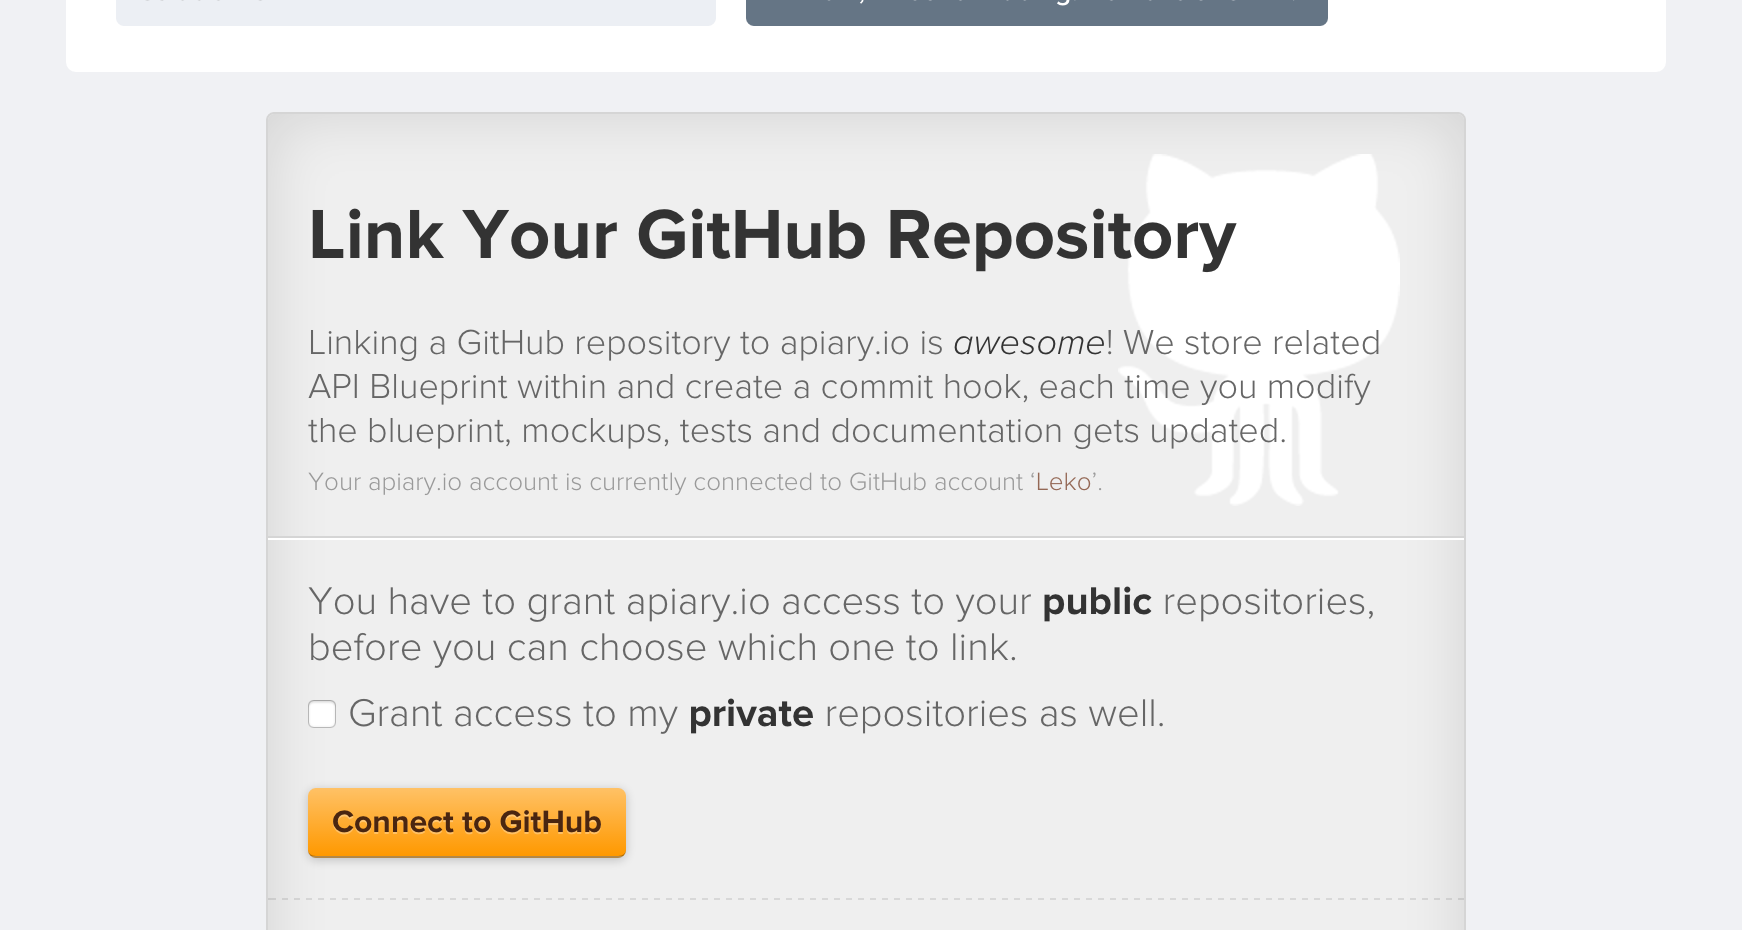 Link Your GitHub Repository
Linking a GitHub repository to apiary.io is awesome! We store related
API Blueprint within and create a commit hook, each time you modify
the blueprint, mockups, tests and documentation gets updated.
Your apiary.io account is currently connected to GitHub account ‘Leko’.
You have to grant apiary.io access to your public repositories,
before you can choose which one to link.
Grant access to my private repositories as well.
Connect to GitHub